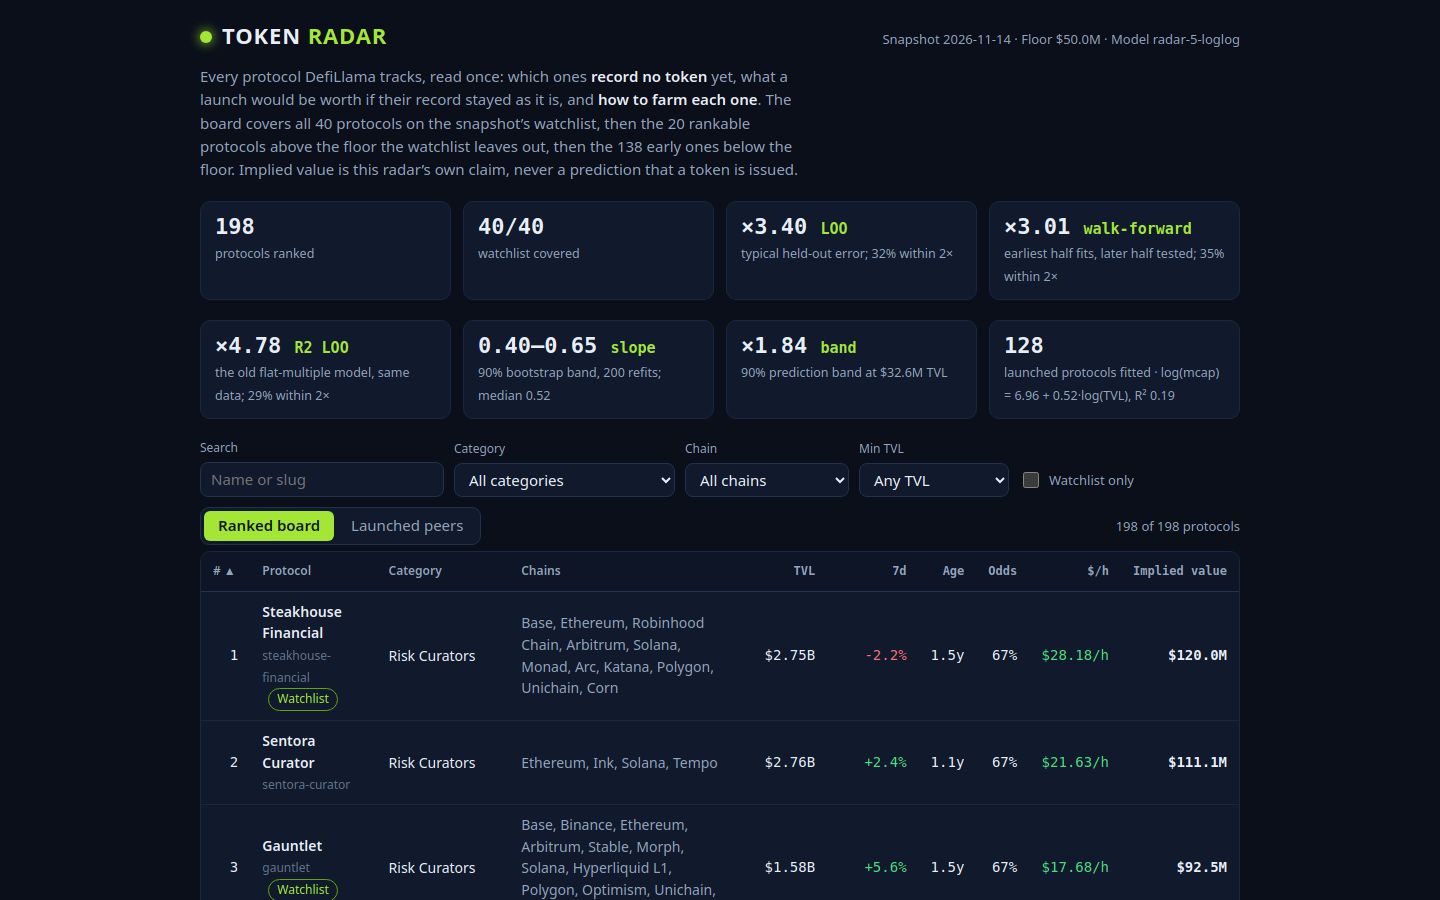 TOKEN RADAR
Snapshot 2026-11-14 · Floor $50.0M · Model radar-5-loglog
Every protocol DefiLlama tracks, read once: which ones record no token yet, what a
launch would be worth if their record stayed as it is, and how to farm each one. The
board covers all 40 protocols on the snapshot’s watchlist, then the 20 rankable
protocols above the floor the watchlist leaves out, then the 138 early ones below the
floor. Implied value is this radar’s own claim, never a prediction that a token is issued.
198
protocols ranked
40/40
watchlist covered
×3.40 LOO
typical held-out error; 32% within 2×
×3.01 walk-forward
earliest half fits, later half tested; 35%
within 2×
×4.78 R2 LOO
the old flat-multiple model, same
data; 29% within 2×
0.40–0.65 slope
90% bootstrap band, 200 refits;
median 0.52
×1.84 band
90% prediction band at $32.6M TVL
128
launched protocols fitted · log(mcap)
= 6.96 + 0.52·log(TVL), R² 0.19
Search
Category
Chain
Min TVL
Name or slug
All categories
All chains
Any TVL
Watchlist only
Ranked board
Launched peers
198 of 198 protocols
# ▲ Protocol Category Chains TVL 7d Age Odds $/h Implied value
1
Steakhouse
Financial
steakhouse-
financial
Watchlist
Risk Curators
Base, Ethereum, Robinhood
Chain, Arbitrum, Solana,
Monad, Arc, Katana, Polygon,
Unichain, Corn
$2.75B -2.2% 1.5y 67% $28.18/h $120.0M
2
Sentora
Curator
sentora-curator
Risk Curators
Ethereum, Ink, Solana, Tempo
$2.76B +2.4% 1.1y 67% $21.63/h $111.1M
3
Gauntlet
gauntlet
Watchlist
Risk Curators
Base, Binance, Ethereum,
Arbitrum, Stable, Morph,
Solana, Hyperliquid L1,
Polygon, Optimism, Unichain,
$1.58B +5.6% 1.5y 67% $17.68/h $92.5M